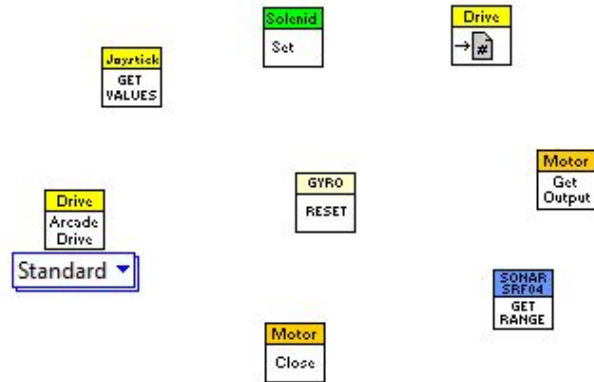 Solenid
Set
Drive
#
Joystick
GET
VALUES
Motor
Get
Output
GYRO
RESET
Drive
Arcade
Drive
Standard
SONAR
SRF04
GET
RANGE
Motor
Close